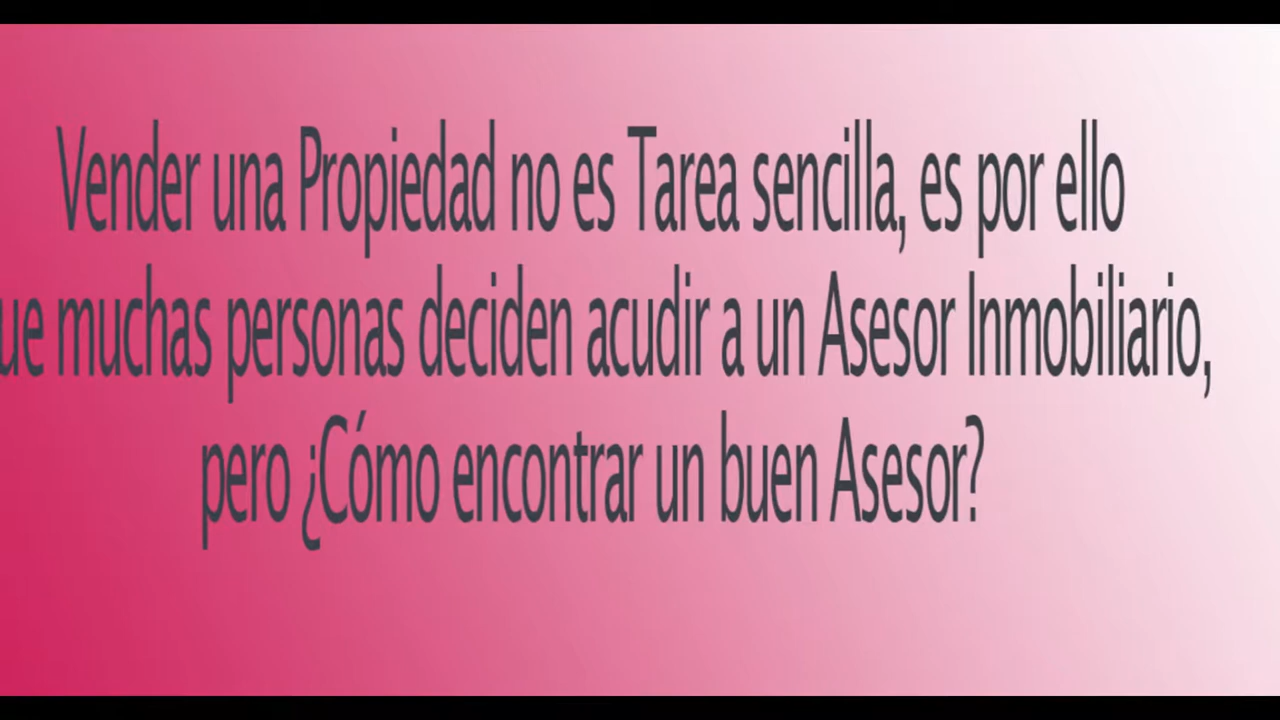 Vender una Propiedad no es Tarea sencilla, es por ello
ue muchas personas deciden acudir a un Asesor Inmobiliario,
pero ¿Cómo encontrar un buen Asesor?